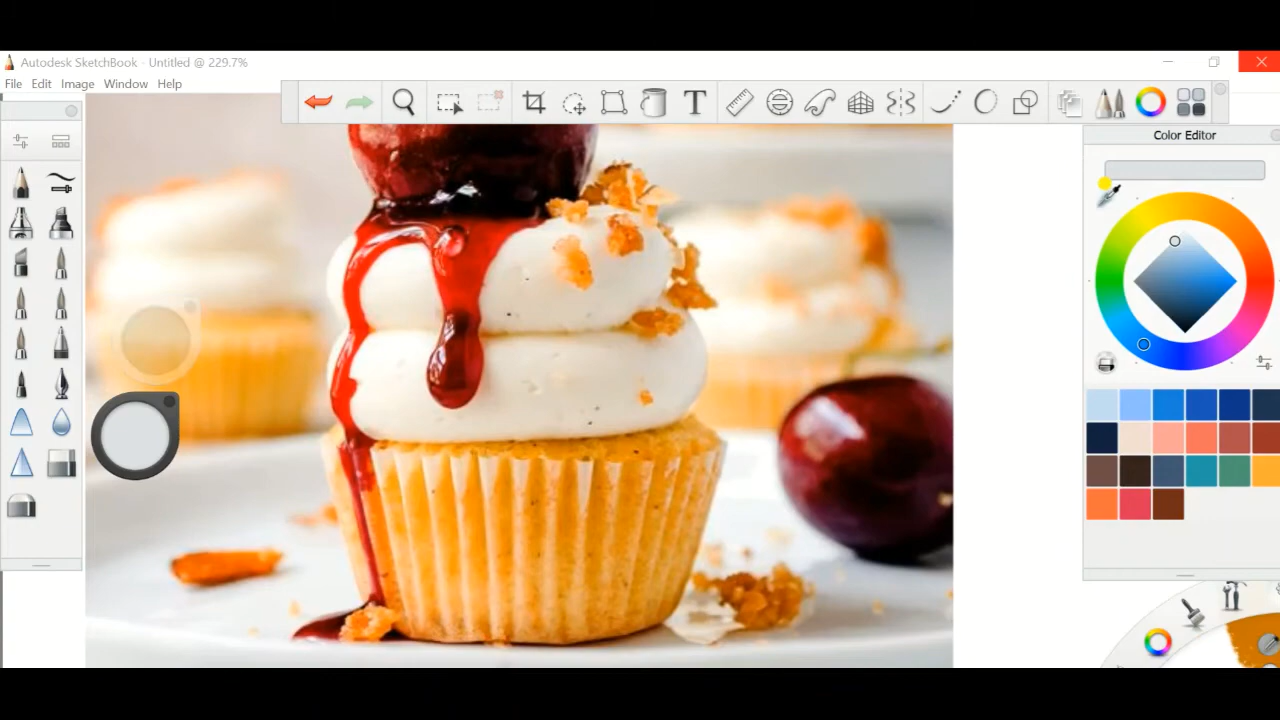 Autodesk SketchBook - Untitled @ 229.7%
File Edit Image Window Help
T
Color Editor